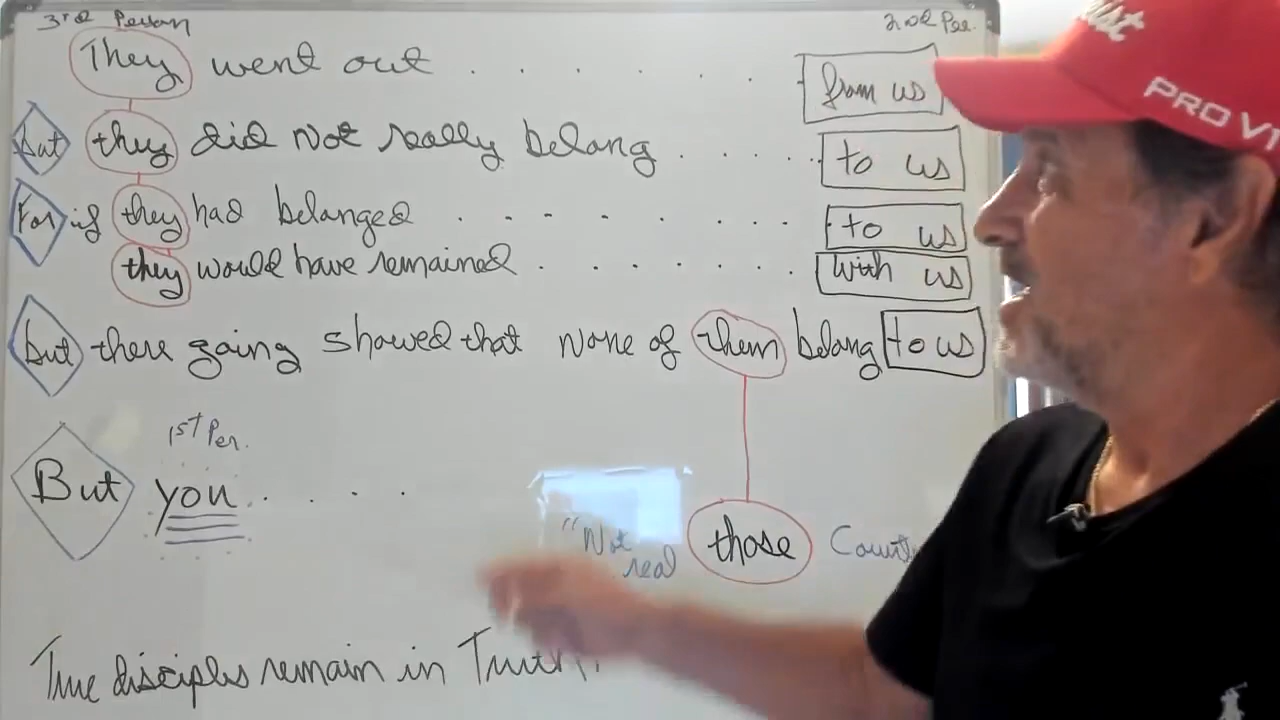 3rd Person
2nd Per.
They went out . . . . . . from us
but they did not really belong . . . . . to us
For if they had belonged . . . . . . . to us
they would have remained . . . . . . . with us
but there going showed that none of them belong to us
1st Per.
But you . . . .
"Not real
those
True disciples remain in Truth.
PRO V1